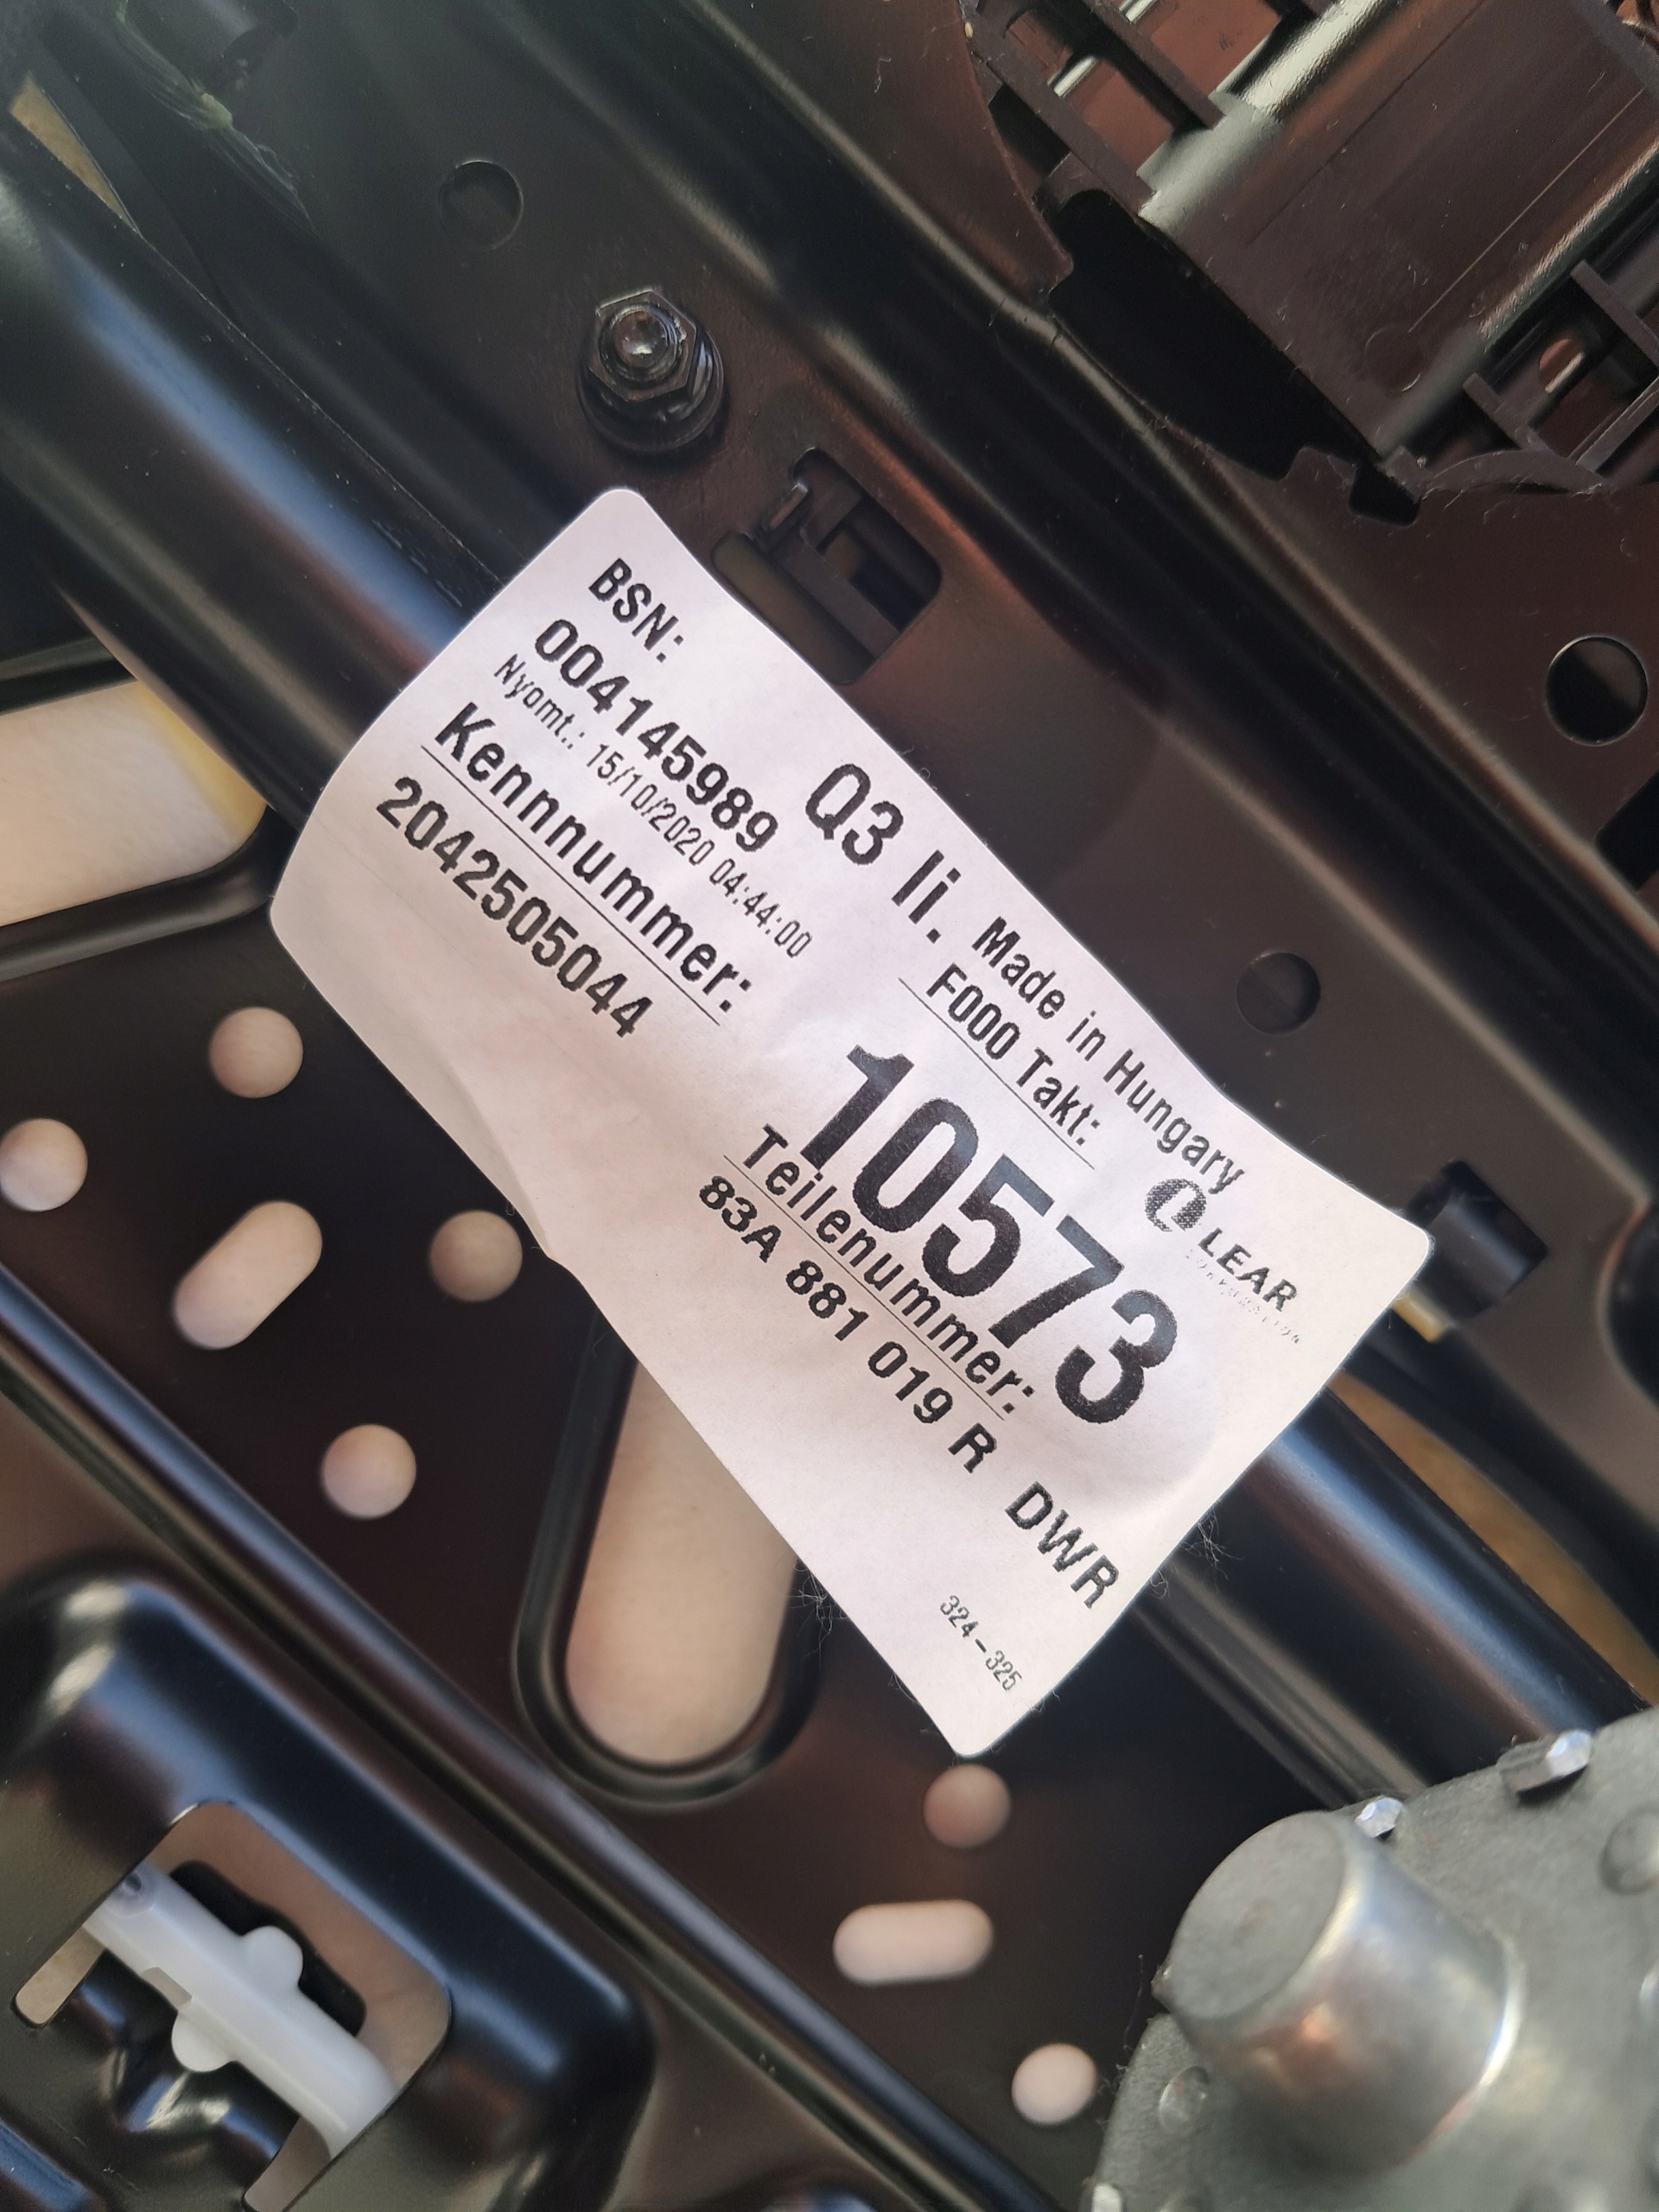 BSN:
004145989
Nyomt.: 15/10/2020 04:44:00
Kennnummer:
2042505044
Q3 li.
Made in Hungary
F000 Takt:
10573
LEAR
CORPORATION
Teilenummer:
83A 881 019 R DWR
324-325